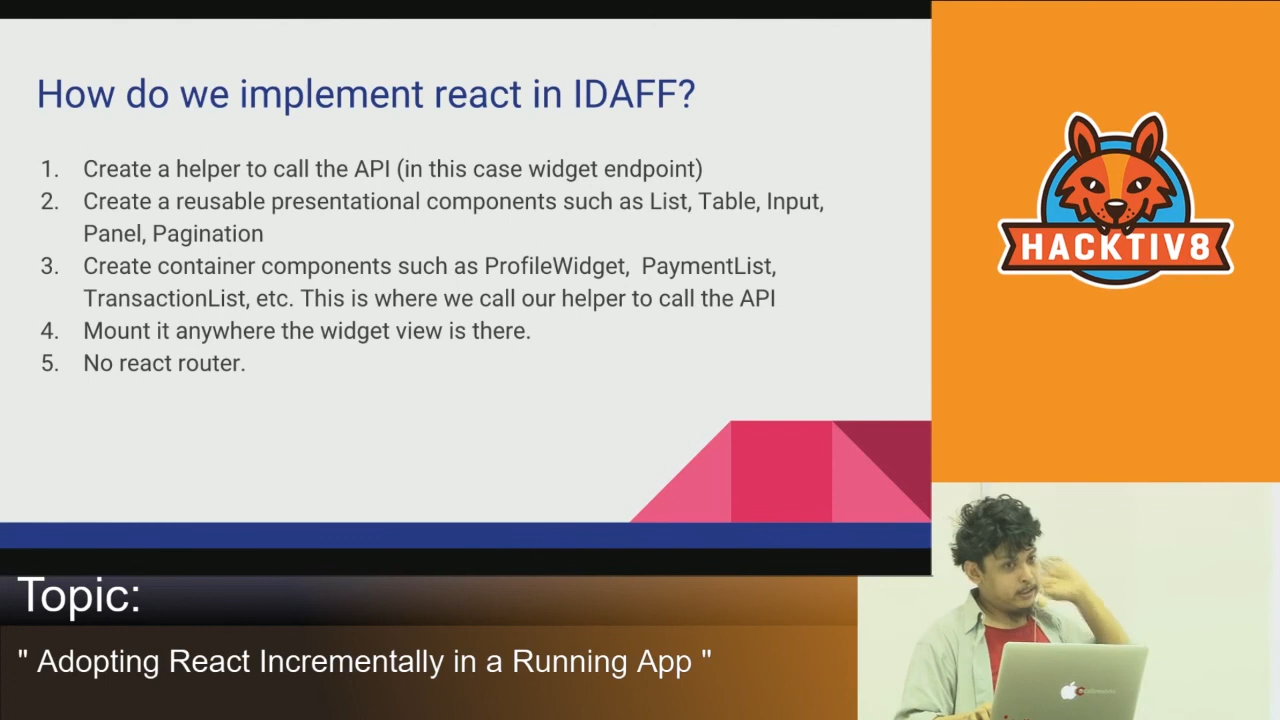 How do we implement react in IDAFF?
1. Create a helper to call the API (in this case widget endpoint)
2. Create a reusable presentational components such as List, Table, Input,
Panel, Pagination
3. Create container components such as ProfileWidget, PaymentList,
TransactionList, etc. This is where we call our helper to call the API
4. Mount it anywhere the widget view is there.
5. No react router.
HACKTIV8
Topic:
" Adopting React Incrementally in a Running App "